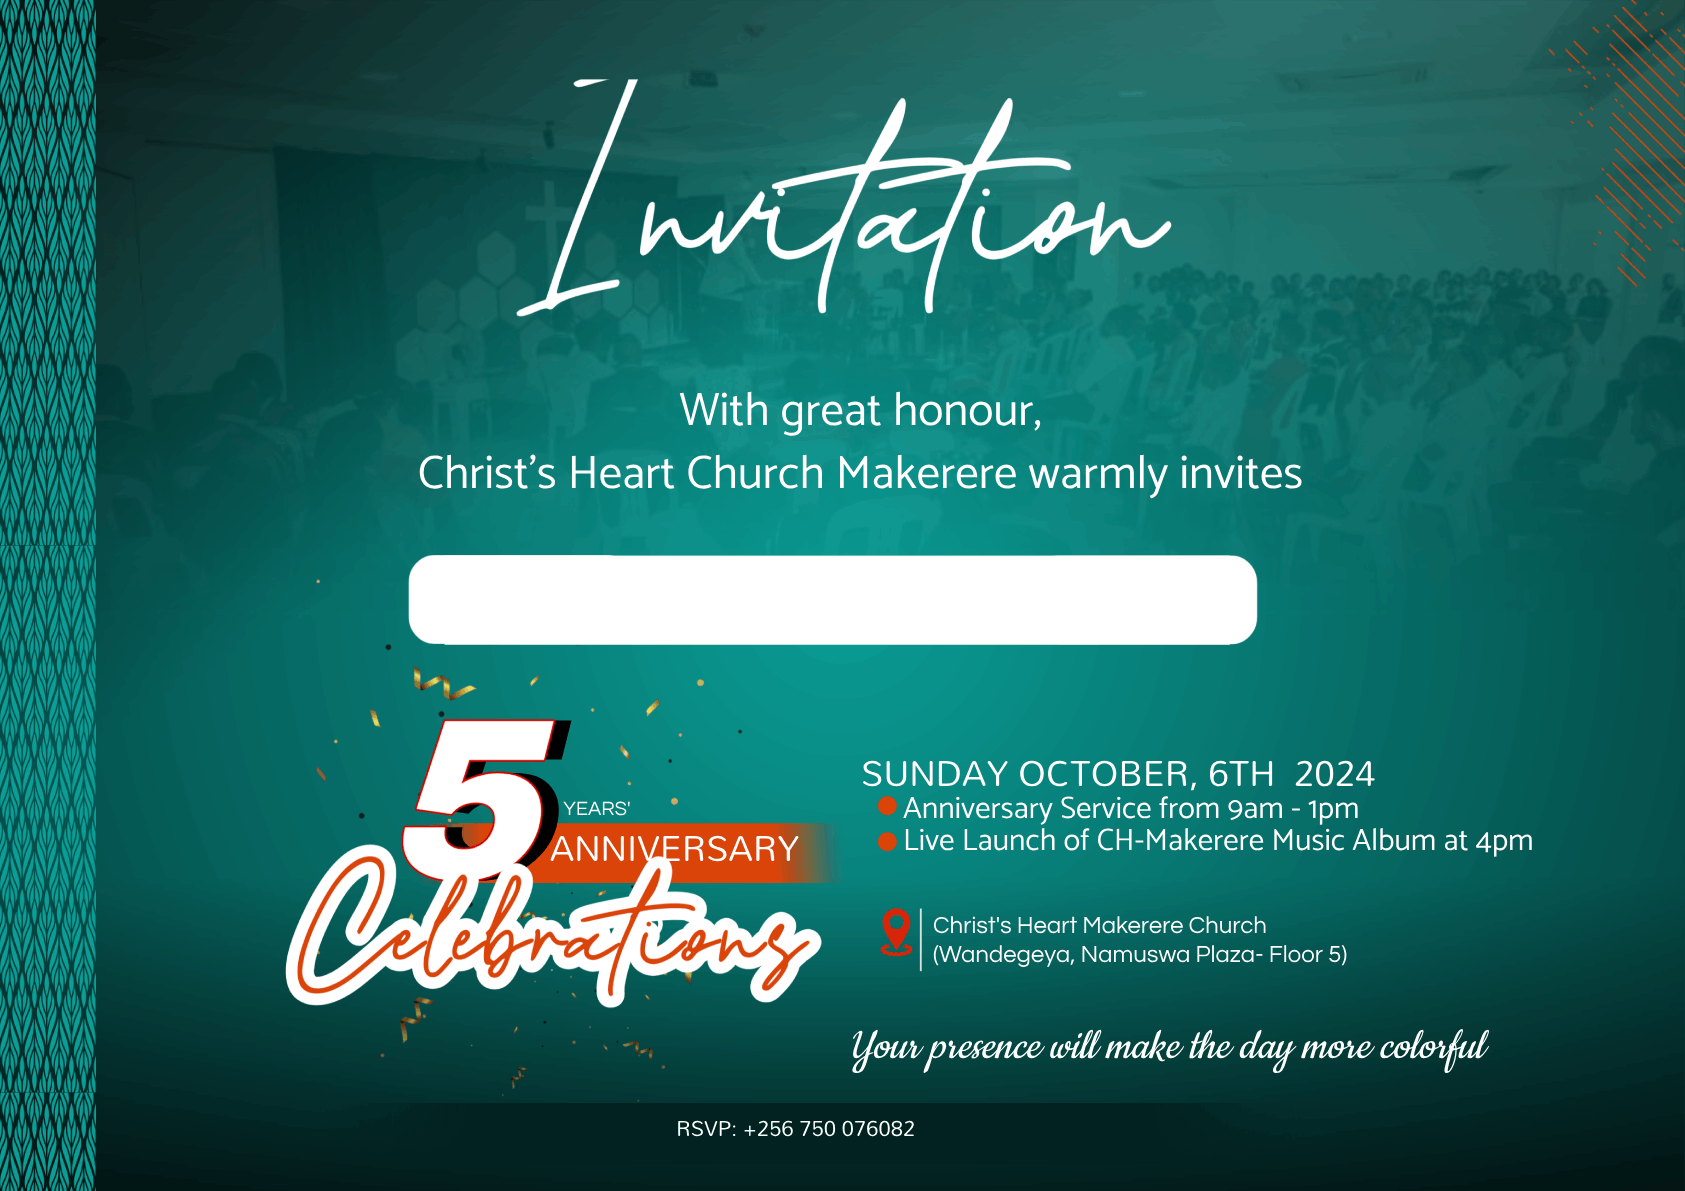 Invitation
With great honour,
Christ's Heart Church Makerere warmly invites
5
YEARS'
ANNIVERSARY
Celebrations
SUNDAY OCTOBER, 6TH 2024
Anniversary Service from 9am - 1pm
Live Launch of CH-Makerere Music Album at 4pm
Christ's Heart Makerere Church
(Wandegeya, Namuswa Plaza- Floor 5)
Your presence will make the day more colorful
RSVP: +256 750 076082